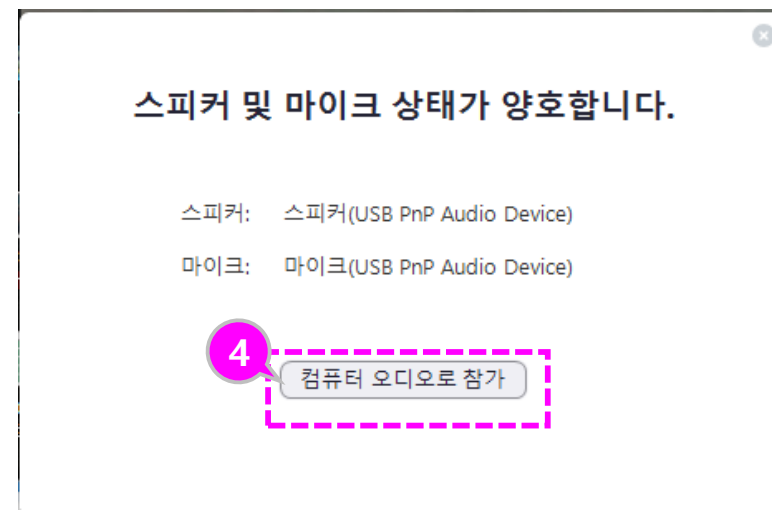 스피커 및 마이크 상태가 양호합니다.
스피커: 스피커(USB PnP Audio Device)
마이크: 마이크(USB PnP Audio Device)
4
컴퓨터 오디오로 참가